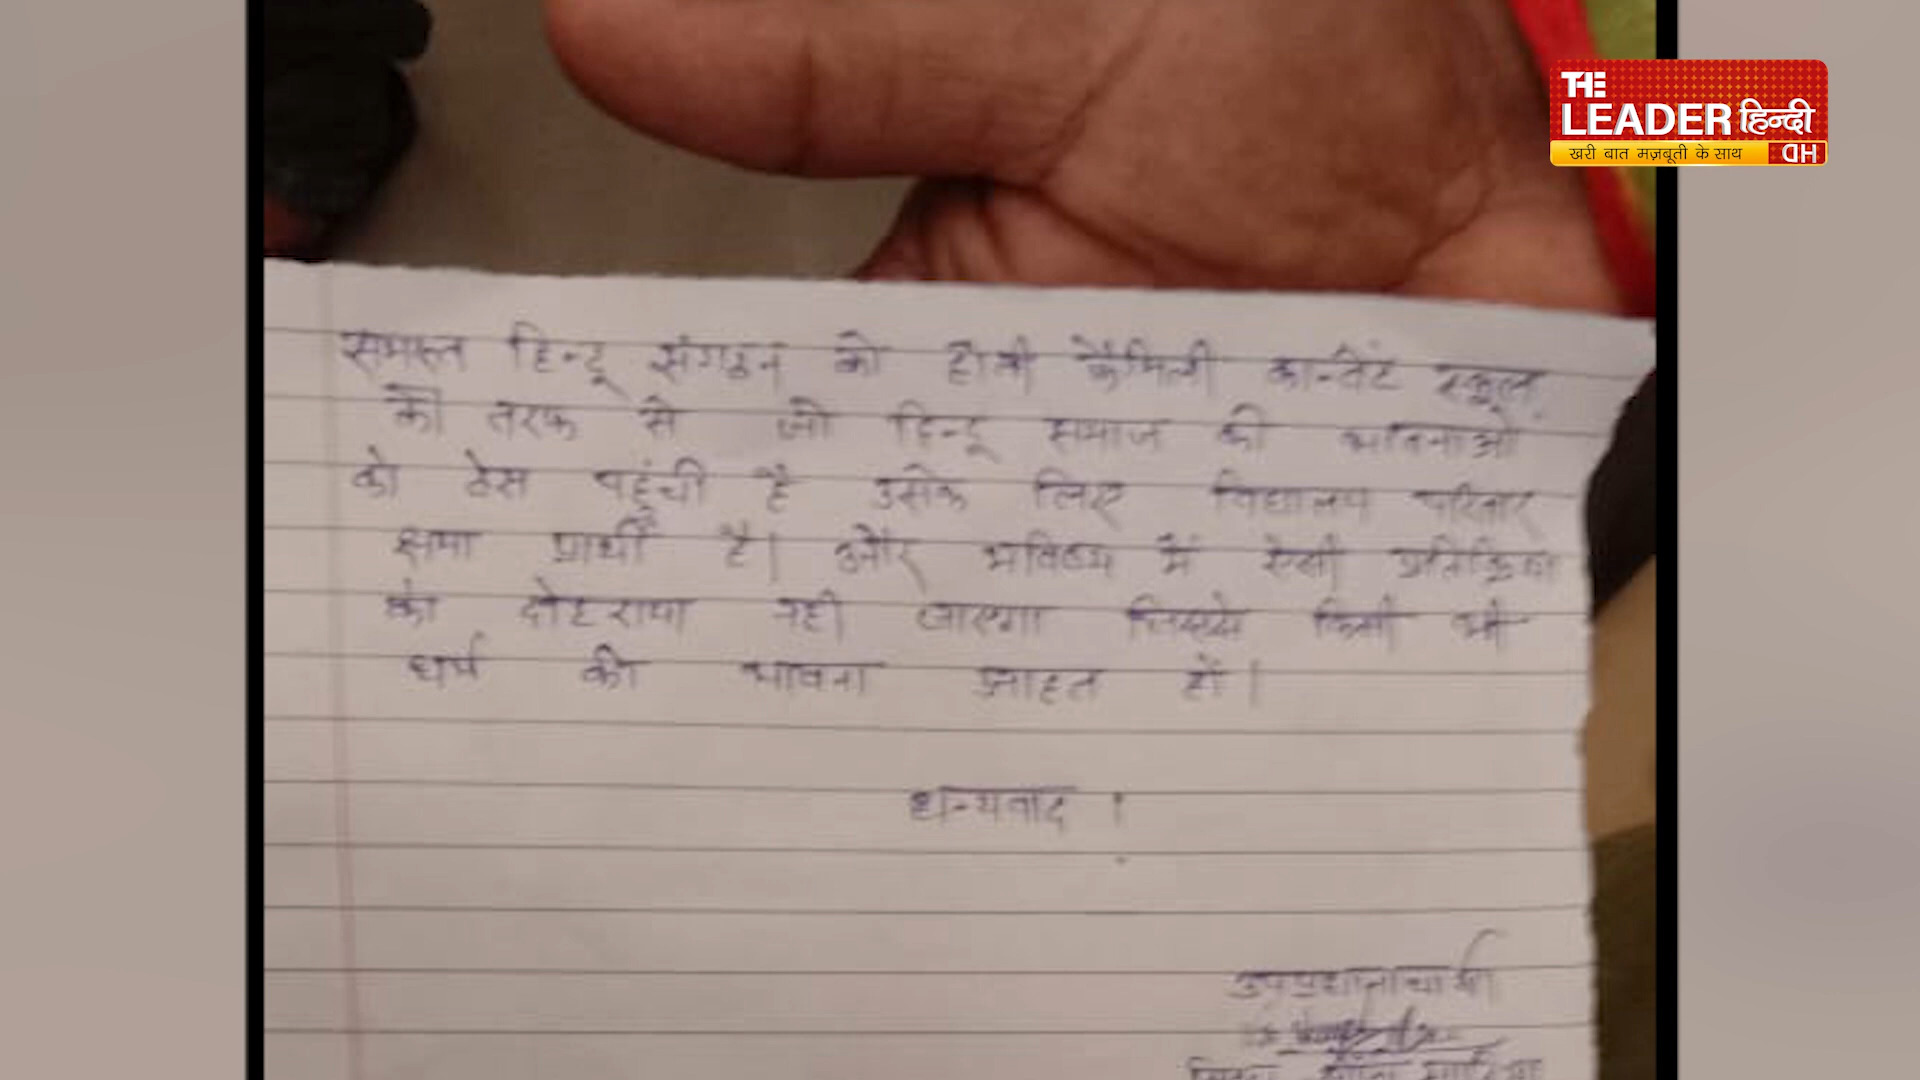 THE
LEADER हिन्दी
खरी बात मज़बूती के साथ
HD
समस्त हिन्दू संगठन को होली फैमिली कान्वेंट स्कूल
की तरफ से जो हिन्दू समाज की भावनाओं
को ठेस पहुंची है उसके लिए विद्यालय परिवार
क्षमा प्रार्थी है। और भविष्य में ऐसी प्रतिक्रिया
को दोहराया नही जाएगा जिससे किसी भी
धर्म की भावना आहत हों।
धन्यवाद !
उपप्रधानाचार्या